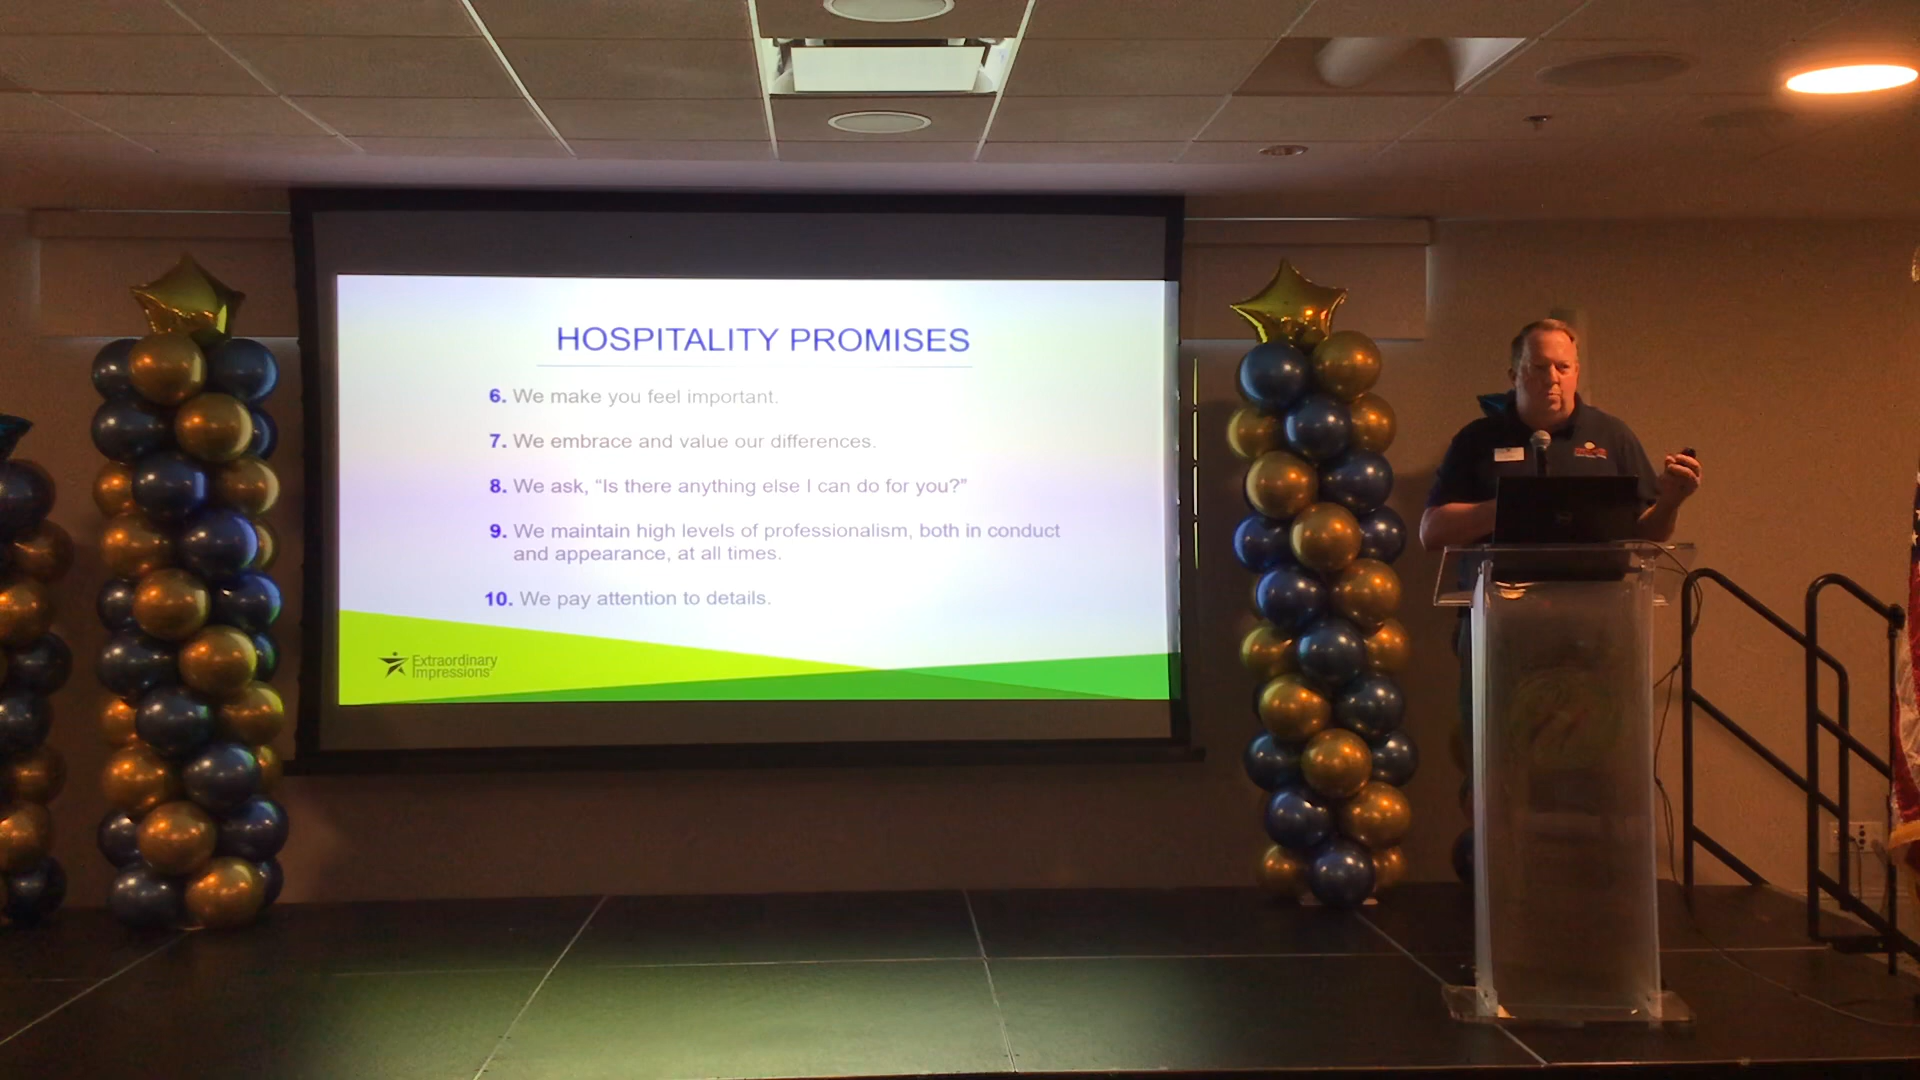 HOSPITALITY PROMISES
6. We make you feel important.
7. We embrace and value our differences.
8. We ask, “Is there anything else I can do for you?”
9. We maintain high levels of professionalism, both in conduct
and appearance, at all times.
10. We pay attention to details.
Extraordinary
Impressions